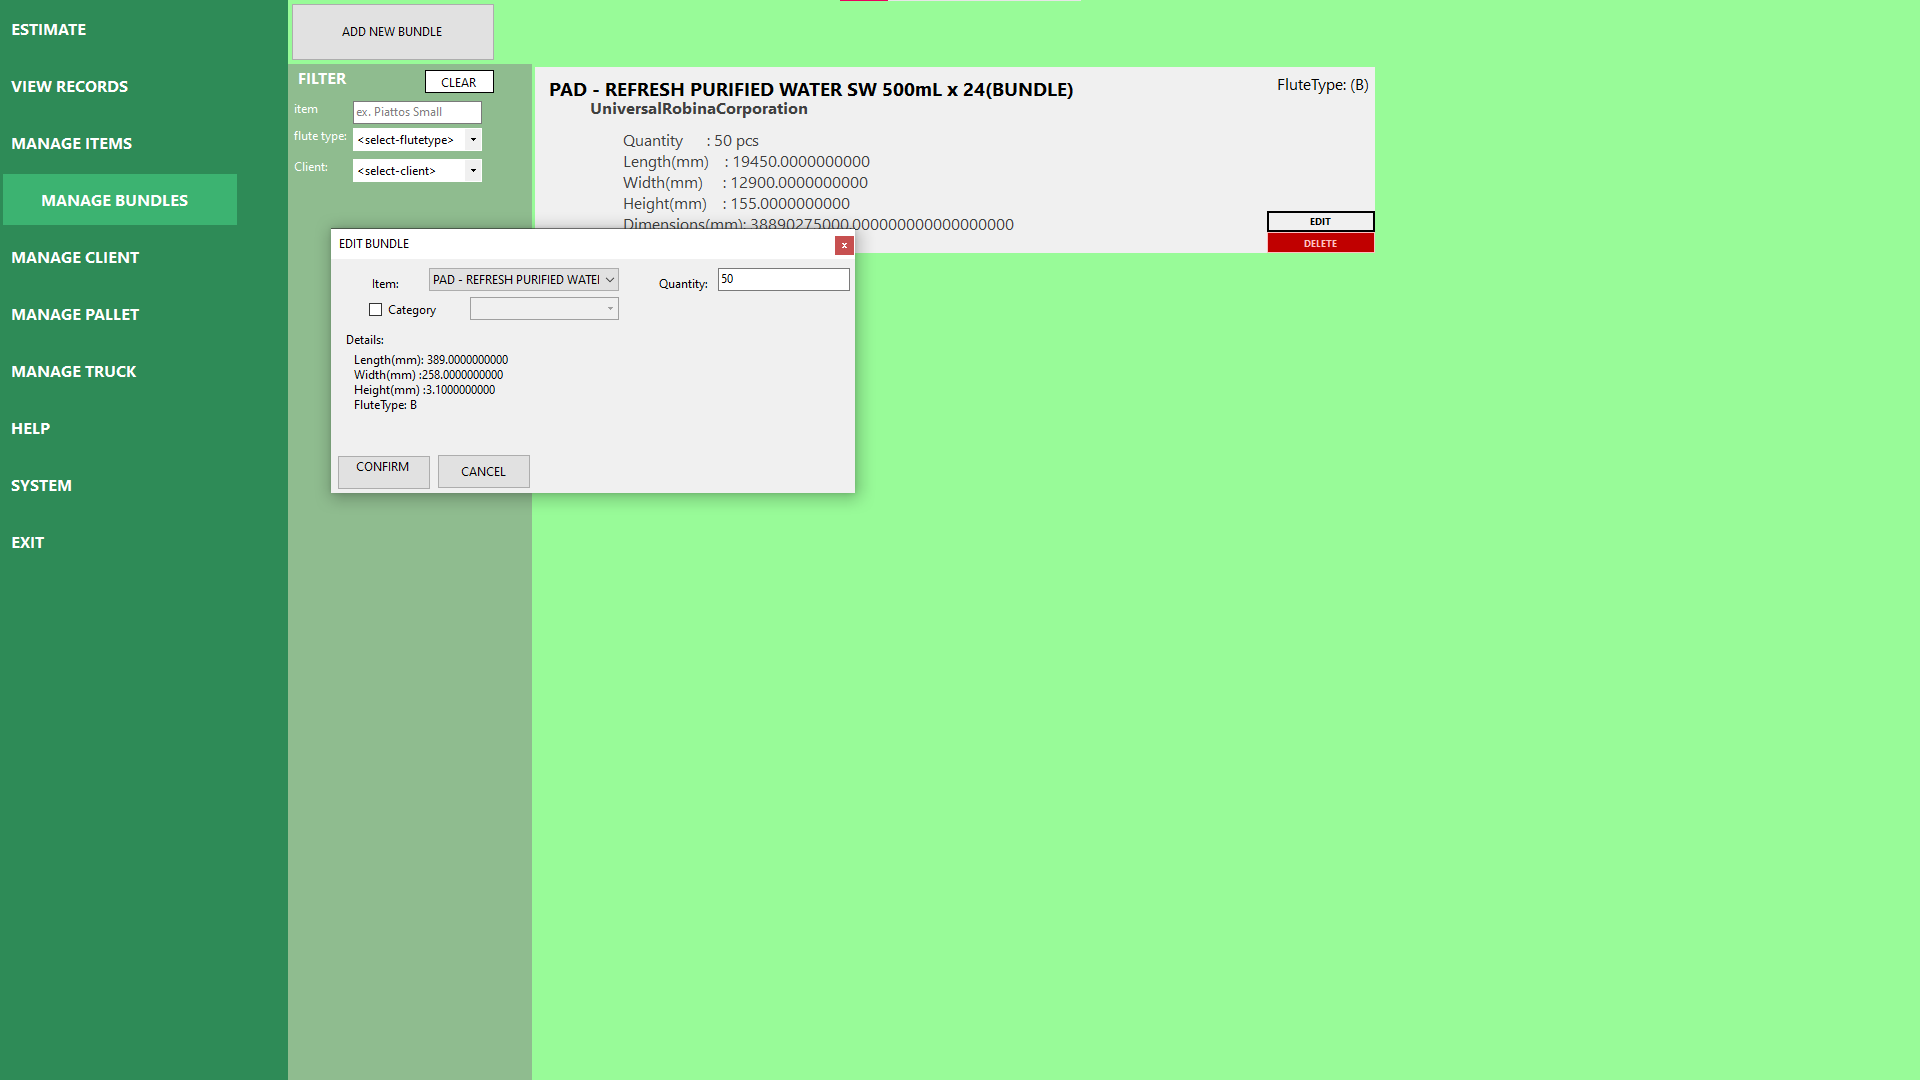 ESTIMATE
VIEW RECORDS
MANAGE ITEMS
MANAGE BUNDLES
MANAGE CLIENT
MANAGE PALLET
MANAGE TRUCK
HELP
SYSTEM
EXIT
ADD NEW BUNDLE
FILTER
CLEAR
item
ex. Piattos Small
flute type:
<select-flutetype>
Client:
<select-client>
PAD - REFRESH PURIFIED WATER SW 500mL x 24(BUNDLE)
FluteType: (B)
UniversalRobinaCorporation
Quantity : 50 pcs
Length(mm) : 19450.0000000000
Width(mm) : 12900.0000000000
Height(mm) : 155.0000000000
Dimensions(mm): 38890275000.000000000000000000
EDIT
DELETE
EDIT BUNDLE
x
Item:
PAD - REFRESH PURIFIED WATE
Quantity:
50
Category
Details:
Length(mm): 389.0000000000
Width(mm) :258.0000000000
Height(mm) :3.1000000000
FluteType: B
CONFIRM
CANCEL